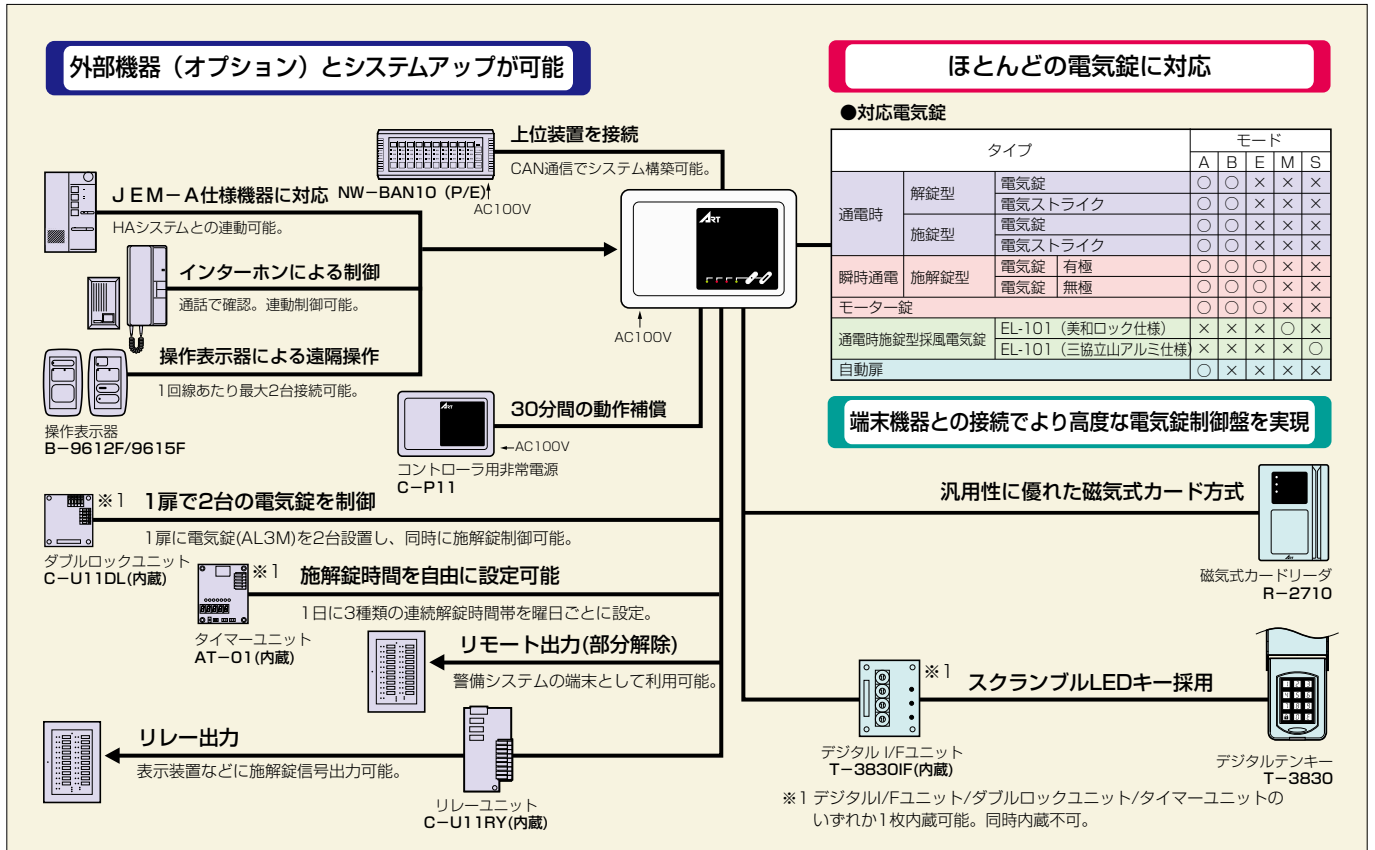 外部機器（オプション）とシステムアップが可能
上位装置を接続
CAN通信でシステム構築可能。
NW−BAN10（P/E）
AC100V
ＪＥＭ−Ａ仕様機器に対応
HAシステムとの連動可能。
インターホンによる制御
通話で確認。連動制御可能。
操作表示器による遠隔操作
1回線あたり最大2台接続可能。
操作表示器
B−9612F/9615F
ART
AC100V
30分間の動作補償
ART
AC100V
コントローラ用非常電源
C−P11
※1 1扉で2台の電気錠を制御
1扉に電気錠(AL3M)を2台設置し、同時に施解錠制御可能。
ダブルロックユニット
C−U11DL(内蔵)
※1 施解錠時間を自由に設定可能
1日に3種類の連続解錠時間帯を曜日ごとに設定。
タイマーユニット
AT−01(内蔵)
リモート出力(部分解除)
警備システムの端末として利用可能。
リレー出力
表示装置などに施解錠信号出力可能。
リレーユニット
C−U11RY(内蔵)
ほとんどの電気錠に対応
●対応電気錠
タイプ モード
A B E M S
通電時 解錠型 電気錠 ○ ○ × × ×
電気ストライク ○ ○ × × ×
施錠型 電気錠 ○ ○ × × ×
電気ストライク ○ ○ × × ×
瞬時通電 施解錠型 電気錠 有極 ○ ○ ○ × ×
電気錠 無極 ○ ○ ○ × ×
モーター錠 ○ ○ ○ × ×
通電時施錠型採風電気錠 EL-101（美和ロック仕様） × × × ○ ×
EL-101（三協立山アルミ仕様） × × × × ○
自動扉 ○ × × × ×
端末機器との接続でより高度な電気錠制御盤を実現
汎用性に優れた磁気式カード方式
ART
磁気式カードリーダ
R−2710
※1 スクランブルLEDキー採用
デジタル I/Fユニット
T−3830IF(内蔵)
デジタルテンキー
T−3830
※1 デジタルI/Fユニット/ダブルロックユニット/タイマーユニットの
いずれか1枚内蔵可能。同時内蔵不可。